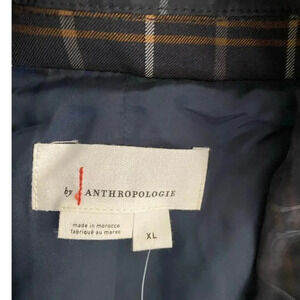 by ANTHROPOLOGIE
made in morocco
fabriqué au maroc
XL